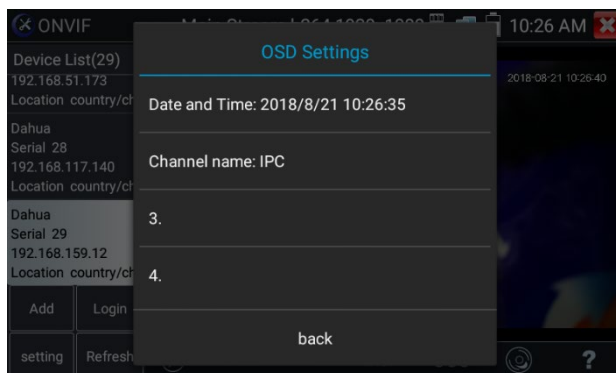 ONVIF
10:26 AM
Device List(29)
192.168.51.173
Location country/ch
Dahua
Serial 28
192.168.117.140
Location country/ch
Dahua
Serial 29
192.168.159.12
Location country/ch
Add Login
setting Refresh
OSD Settings
Date and Time: 2018/8/21 10:26:35
Channel name: IPC
3.
4.
back
2018-08-21 10:26:40
?